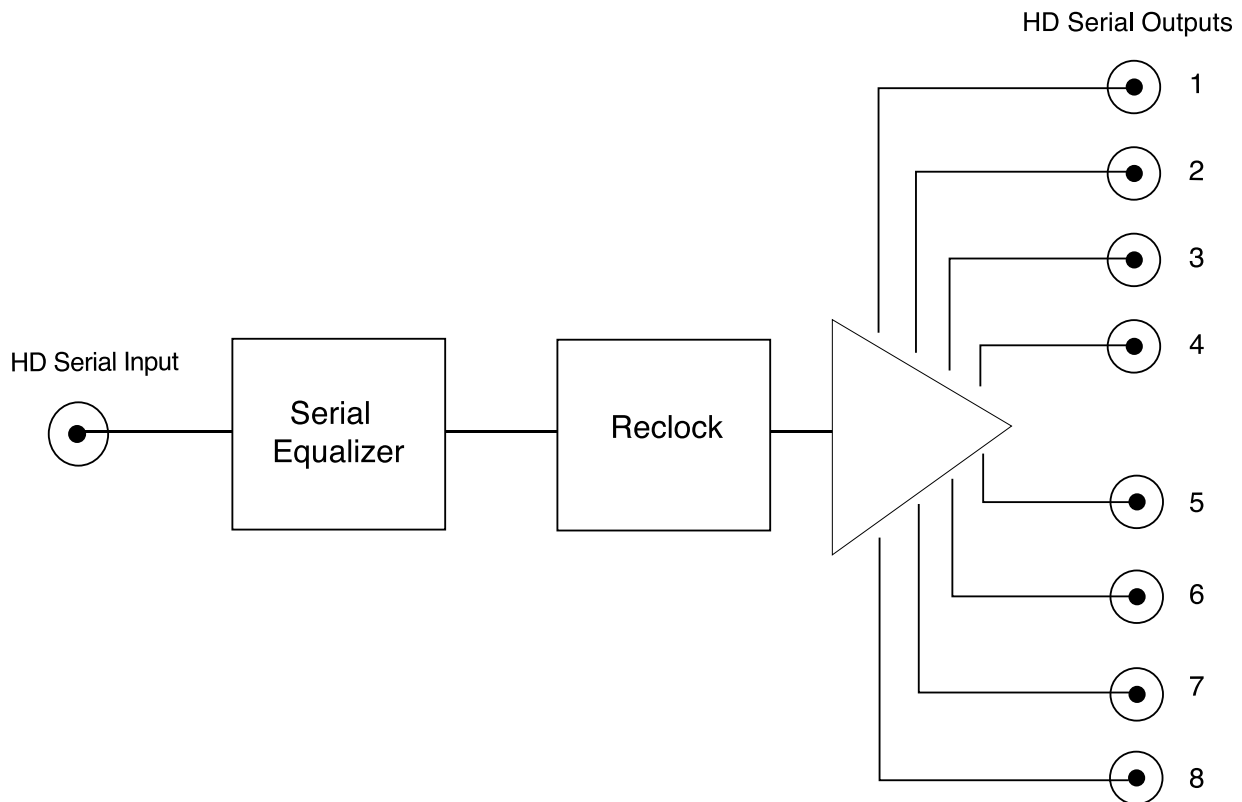 HD Serial Outputs
1
2
3
HD Serial Input
4
Serial
Equalizer
Reclock
5
6
7
8